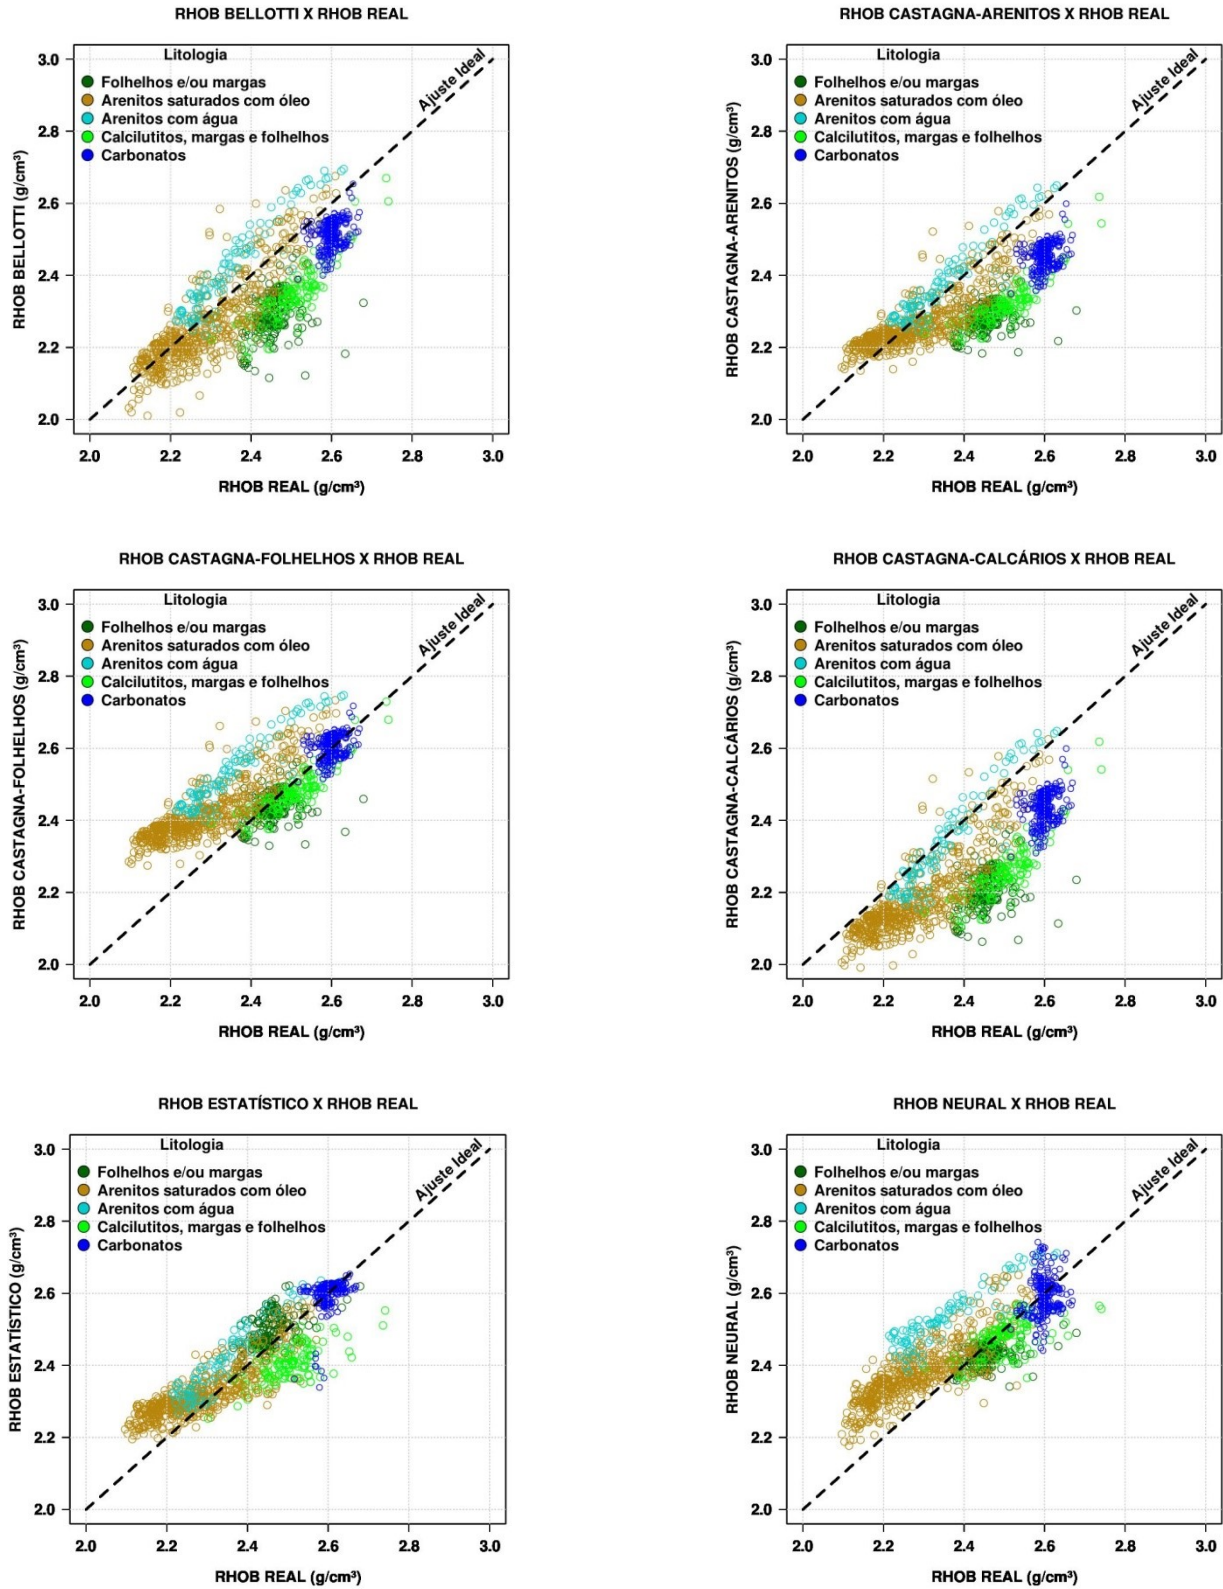 RHOB BELLOTTI X RHOB REAL
Litologia
Folhelhos e/ou margas
Arenitos saturados com óleo
Arenitos com água
Calcilutitos, margas e folhelhos
Carbonatos
Ajuste Ideal
RHOB BELLOTTI (g/cm³)
3.0
2.8
2.6
2.4
2.2
2.0
2.0 2.2 2.4 2.6 2.8 3.0
RHOB REAL (g/cm³)
RHOB CASTAGNA-ARENITOS X RHOB REAL
Litologia
Folhelhos e/ou margas
Arenitos saturados com óleo
Arenitos com água
Calcilutitos, margas e folhelhos
Carbonatos
Ajuste Ideal
RHOB CASTAGNA-ARENITOS (g/cm³)
3.0
2.8
2.6
2.4
2.2
2.0
2.0 2.2 2.4 2.6 2.8 3.0
RHOB REAL (g/cm³)
RHOB CASTAGNA-FOLHELHOS X RHOB REAL
Litologia
Folhelhos e/ou margas
Arenitos saturados com óleo
Arenitos com água
Calcilutitos, margas e folhelhos
Carbonatos
Ajuste Ideal
RHOB CASTAGNA-FOLHELHOS (g/cm³)
3.0
2.8
2.6
2.4
2.2
2.0
2.0 2.2 2.4 2.6 2.8 3.0
RHOB REAL (g/cm³)
RHOB CASTAGNA-CALCÁRIOS X RHOB REAL
Litologia
Folhelhos e/ou margas
Arenitos saturados com óleo
Arenitos com água
Calcilutitos, margas e folhelhos
Carbonatos
Ajuste Ideal
RHOB CASTAGNA-CALCÁRIOS (g/cm³)
3.0
2.8
2.6
2.4
2.2
2.0
2.0 2.2 2.4 2.6 2.8 3.0
RHOB REAL (g/cm³)
RHOB ESTATÍSTICO X RHOB REAL
Litologia
Folhelhos e/ou margas
Arenitos saturados com óleo
Arenitos com água
Calcilutitos, margas e folhelhos
Carbonatos
Ajuste Ideal
RHOB ESTATÍSTICO (g/cm³)
3.0
2.8
2.6
2.4
2.2
2.0
2.0 2.2 2.4 2.6 2.8 3.0
RHOB REAL (g/cm³)
RHOB NEURAL X RHOB REAL
Litologia
Folhelhos e/ou margas
Arenitos saturados com óleo
Arenitos com água
Calcilutitos, margas e folhelhos
Carbonatos
Ajuste Ideal
RHOB NEURAL (g/cm³)
3.0
2.8
2.6
2.4
2.2
2.0
2.0 2.2 2.4 2.6 2.8 3.0
RHOB REAL (g/cm³)